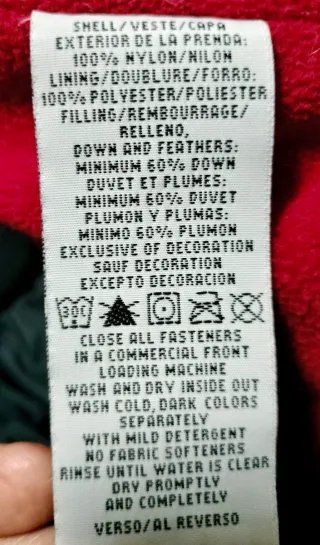 SHELL/VESTE/CAPA
EXTERIOR DE LA PRENDA:
100% NYLON/NILON
LINING/DOUBLURE/FORRO:
100% POLYESTER/POLIESTER
FILLING/REMBOURRAGE/
RELLENO,
DOWN AND FEATHERS:
MINIMUM 60% DOWN
DUVET ET PLUMES:
MINIMUM 60% DUVET
PLUMON Y PLUMAS:
MINIMO 60% PLUMON
EXCLUSIVE OF DECORATION
SAUF DECORATION
EXCEPTO DECORACION
30C
CLOSE ALL FASTENERS
IN A COMMERCIAL FRONT
LOADING MACHINE
WASH AND DRY INSIDE OUT
WASH COLD, DARK COLORS
SEPARATELY
WITH MILD DETERGENT
NO FABRIC SOFTENERS
RINSE UNTIL WATER IS CLEAR
DRY PROMPTLY
AND COMPLETELY
VERSO/AL REVERSO